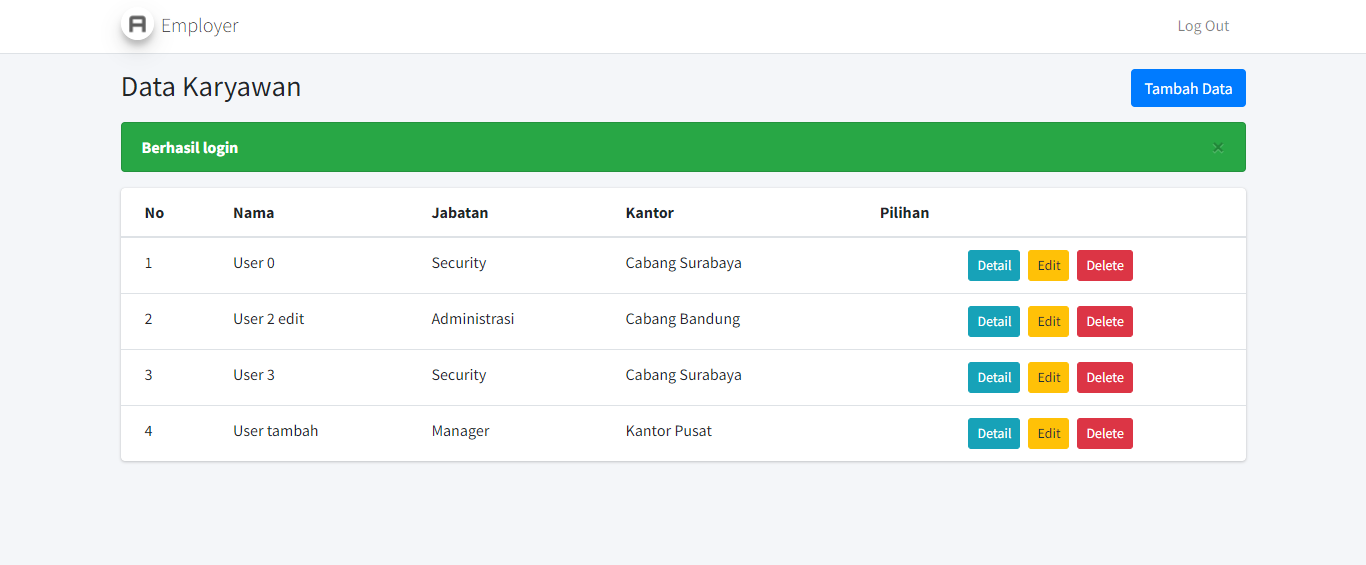 Employer Log Out
Data Karyawan Tambah Data
Berhasil login ×
No Nama Jabatan Kantor Pilihan
1 User 0 Security Cabang Surabaya Detail Edit Delete
2 User 2 edit Administrasi Cabang Bandung Detail Edit Delete
3 User 3 Security Cabang Surabaya Detail Edit Delete
4 User tambah Manager Kantor Pusat Detail Edit Delete